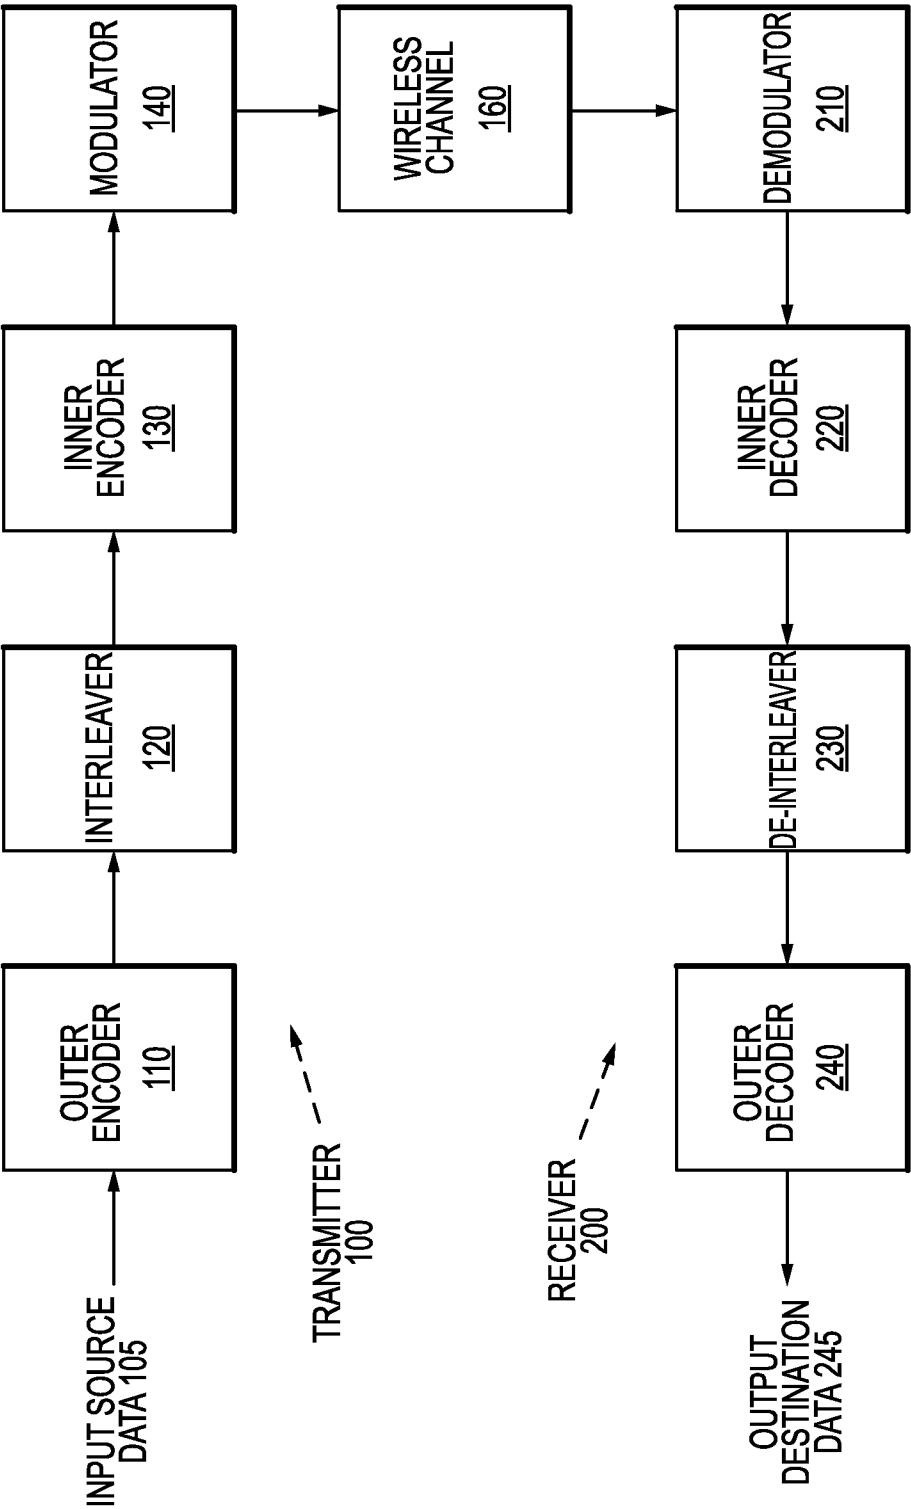 INPUT SOURCE
DATA 105
OUTER
ENCODER
110
INTERLEAVER
120
INNER
ENCODER
130
MODULATOR
140
TRANSMITTER
100
WIRELESS
CHANNEL
160
RECEIVER
200
OUTPUT
DESTINATION
DATA 245
OUTER
DECODER
240
DE-INTERLEAVER
230
INNER
DECODER
220
DEMODULATOR
210